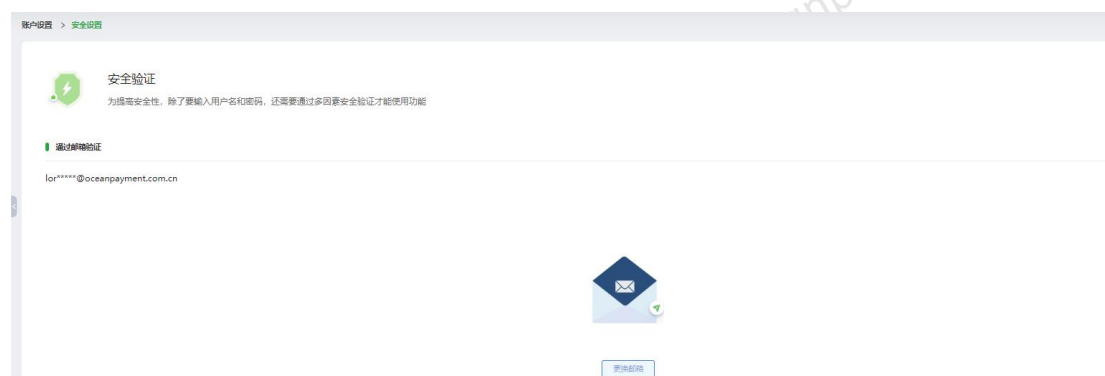 账户设置 > 安全设置
安全验证
为提高安全性，除了要输入用户名和密码，还需要通过多因素安全验证才能使用功能
通过邮箱验证
lor*****@oceanpayment.com.cn
更换邮箱